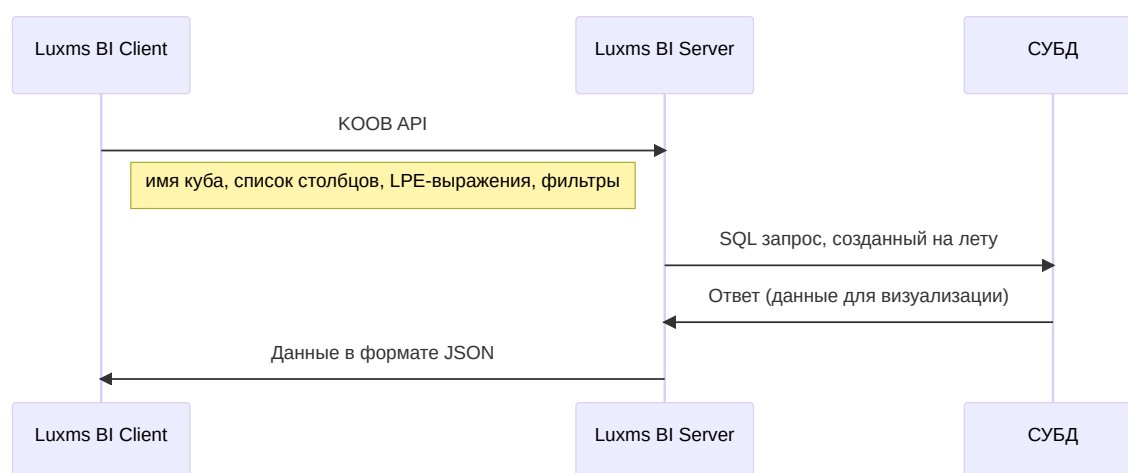 Luxms BI Client
Luxms BI Server
СУБД
KOOB API
имя куба, список столбцов, LPE-выражения, фильтры
SQL запрос, созданный на лету
Ответ (данные для визуализации)
Данные в формате JSON
Luxms BI Client
Luxms BI Server
СУБД